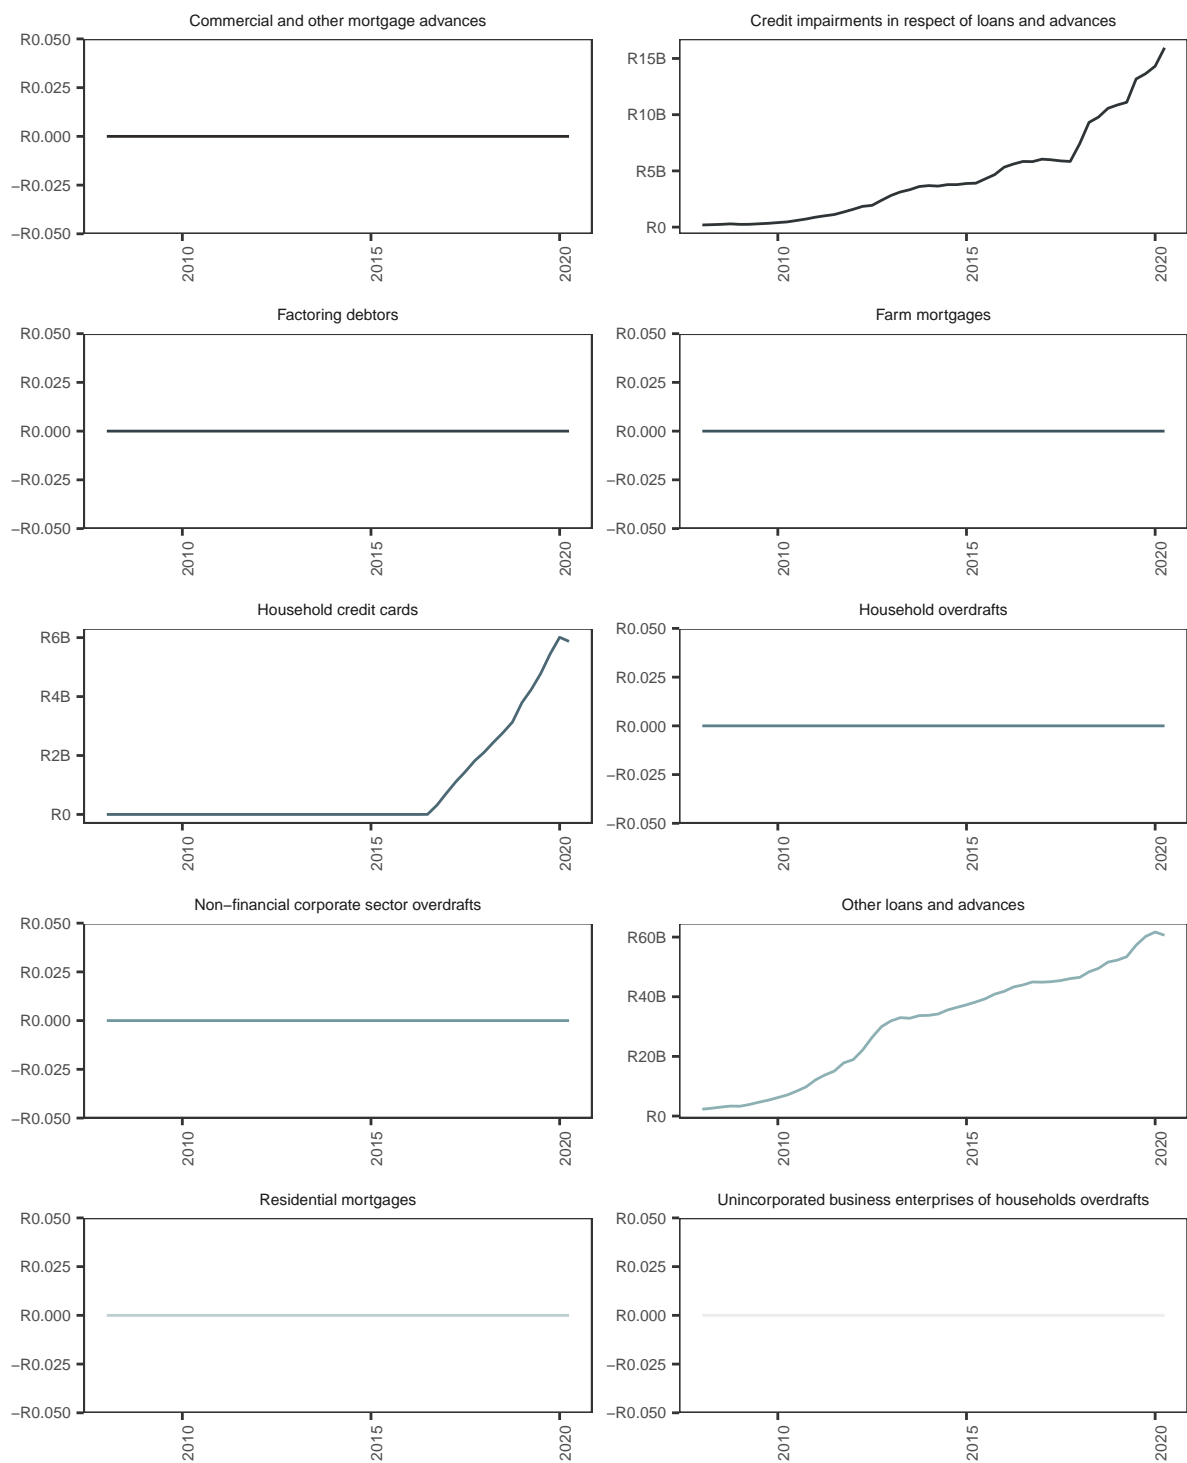 Commercial and other mortgage advances
R0.050
R0.025
R0.000
−R0.025
−R0.050
2010
2015
2020
Credit impairments in respect of loans and advances
R15B
R10B
R5B
R0
2010
2015
2020
Factoring debtors
R0.050
R0.025
R0.000
−R0.025
−R0.050
2010
2015
2020
Farm mortgages
R0.050
R0.025
R0.000
−R0.025
−R0.050
2010
2015
2020
Household credit cards
R6B
R4B
R2B
R0
2010
2015
2020
Household overdrafts
R0.050
R0.025
R0.000
−R0.025
−R0.050
2010
2015
2020
Non−financial corporate sector overdrafts
R0.050
R0.025
R0.000
−R0.025
−R0.050
2010
2015
2020
Other loans and advances
R60B
R40B
R20B
R0
2010
2015
2020
Residential mortgages
R0.050
R0.025
R0.000
−R0.025
−R0.050
2010
2015
2020
Unincorporated business enterprises of households overdrafts
R0.050
R0.025
R0.000
−R0.025
−R0.050
2010
2015
2020